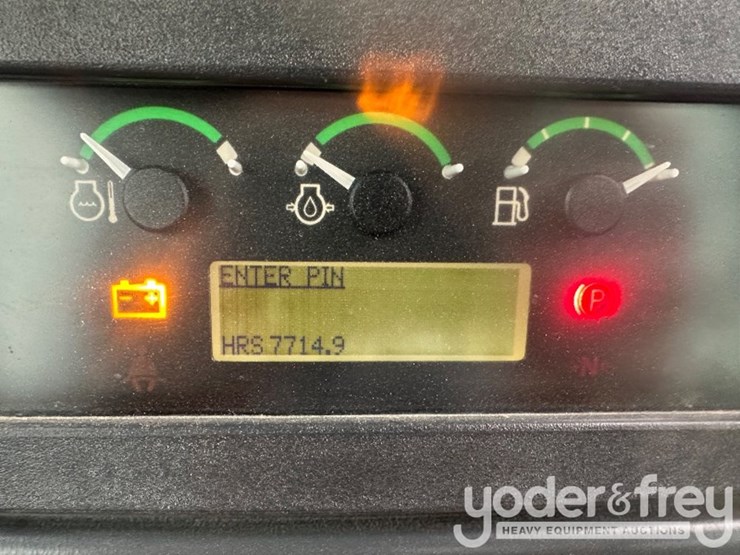 ENTER PIN
P
HRS 7714.9
N
yoder&frey
HEAVY EQUIPMENT AUCTIONS